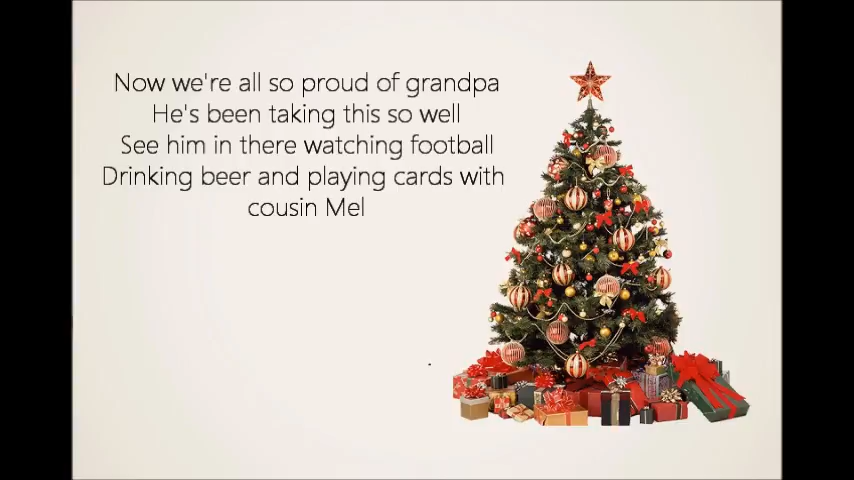 Now we're all so proud of grandpa
He's been taking this so well
See him in there watching football
Drinking beer and playing cards with
cousin Mel